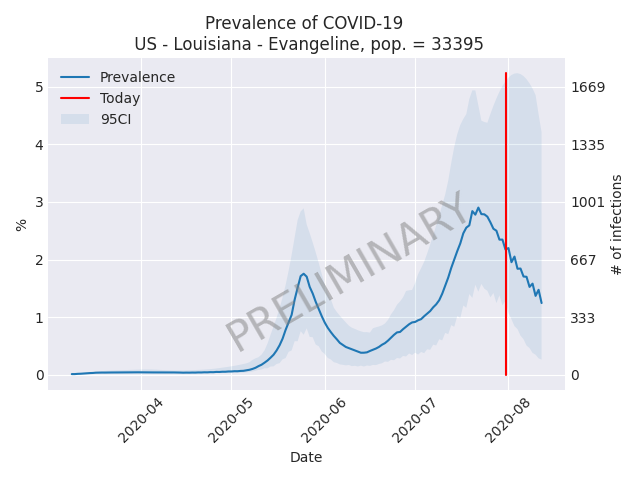 Prevalence of COVID-19
US - Louisiana - Evangeline, pop. = 33395
Prevalence
Today
95CI
PRELIMINARY
5
4
3
2
1
0
%
1669
1335
1001
667
333
0
# of infections
2020-04
2020-05
2020-06
2020-07
2020-08
Date